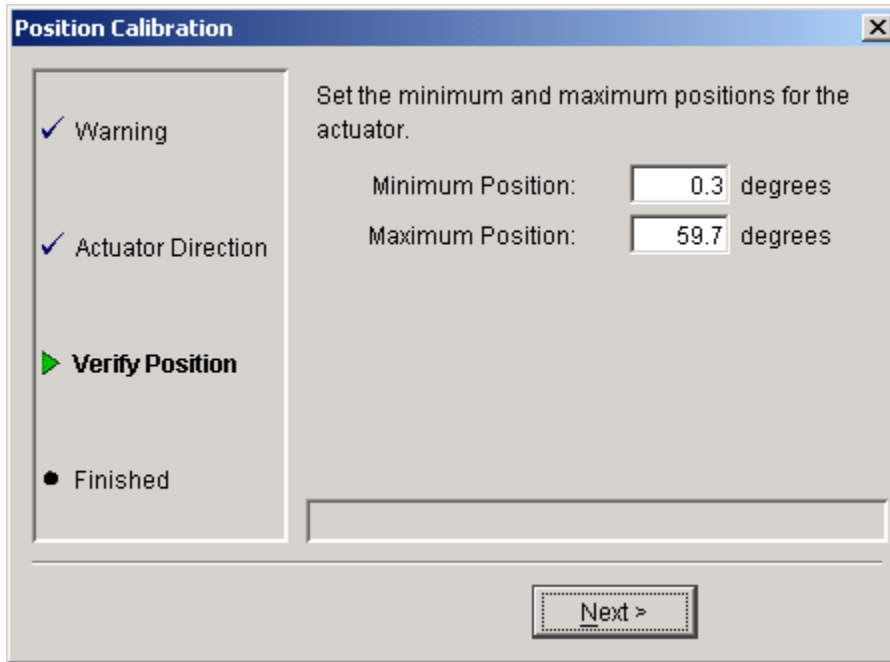 Position Calibration
Warning
Actuator Direction
Verify Position
Finished
Set the minimum and maximum positions for the
actuator.
Minimum Position: 0.3 degrees
Maximum Position: 59.7 degrees
Next >